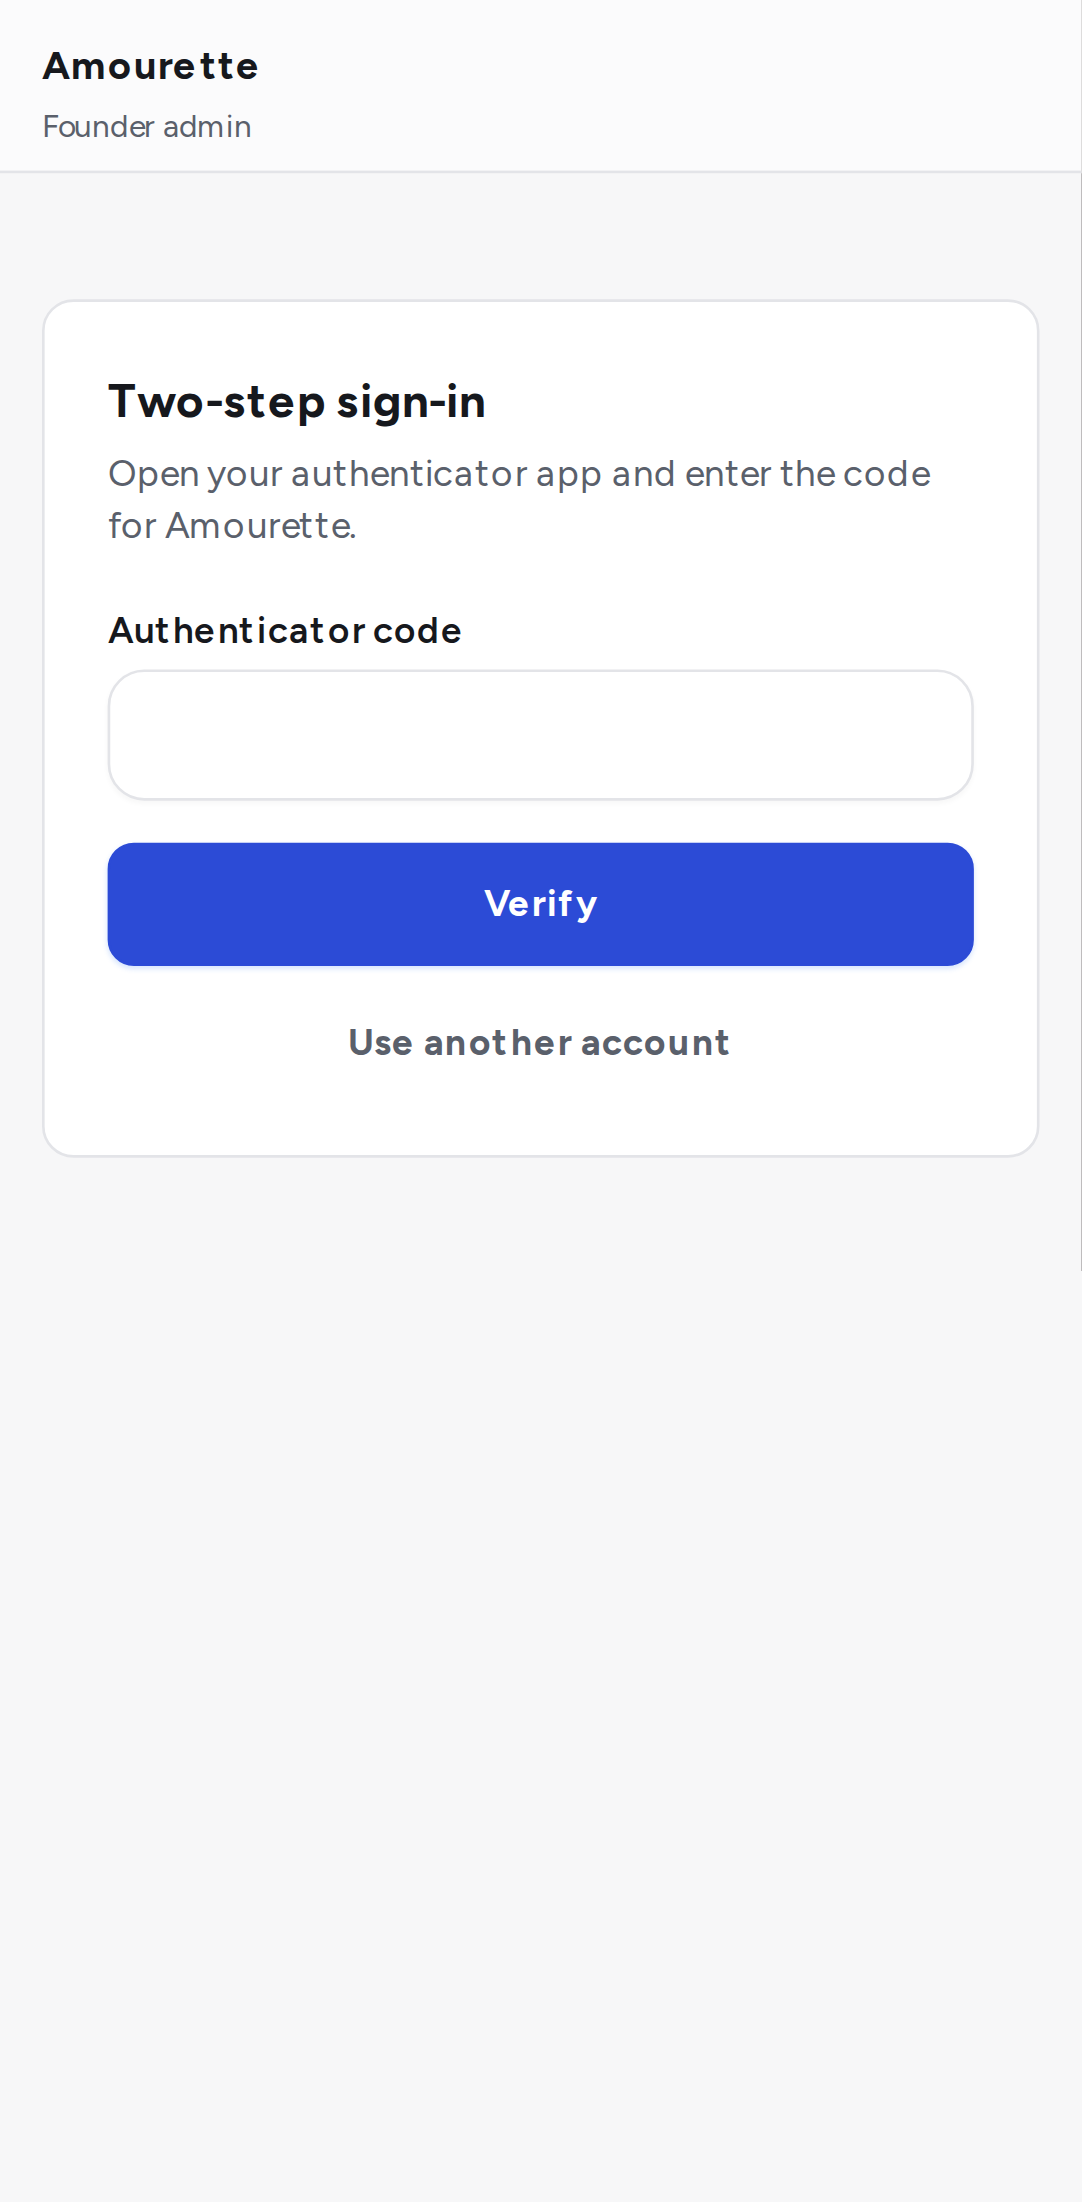 Amourette
Founder admin
Two-step sign-in
Open your authenticator app and enter the code
for Amourette.
Authenticator code
Verify
Use another account